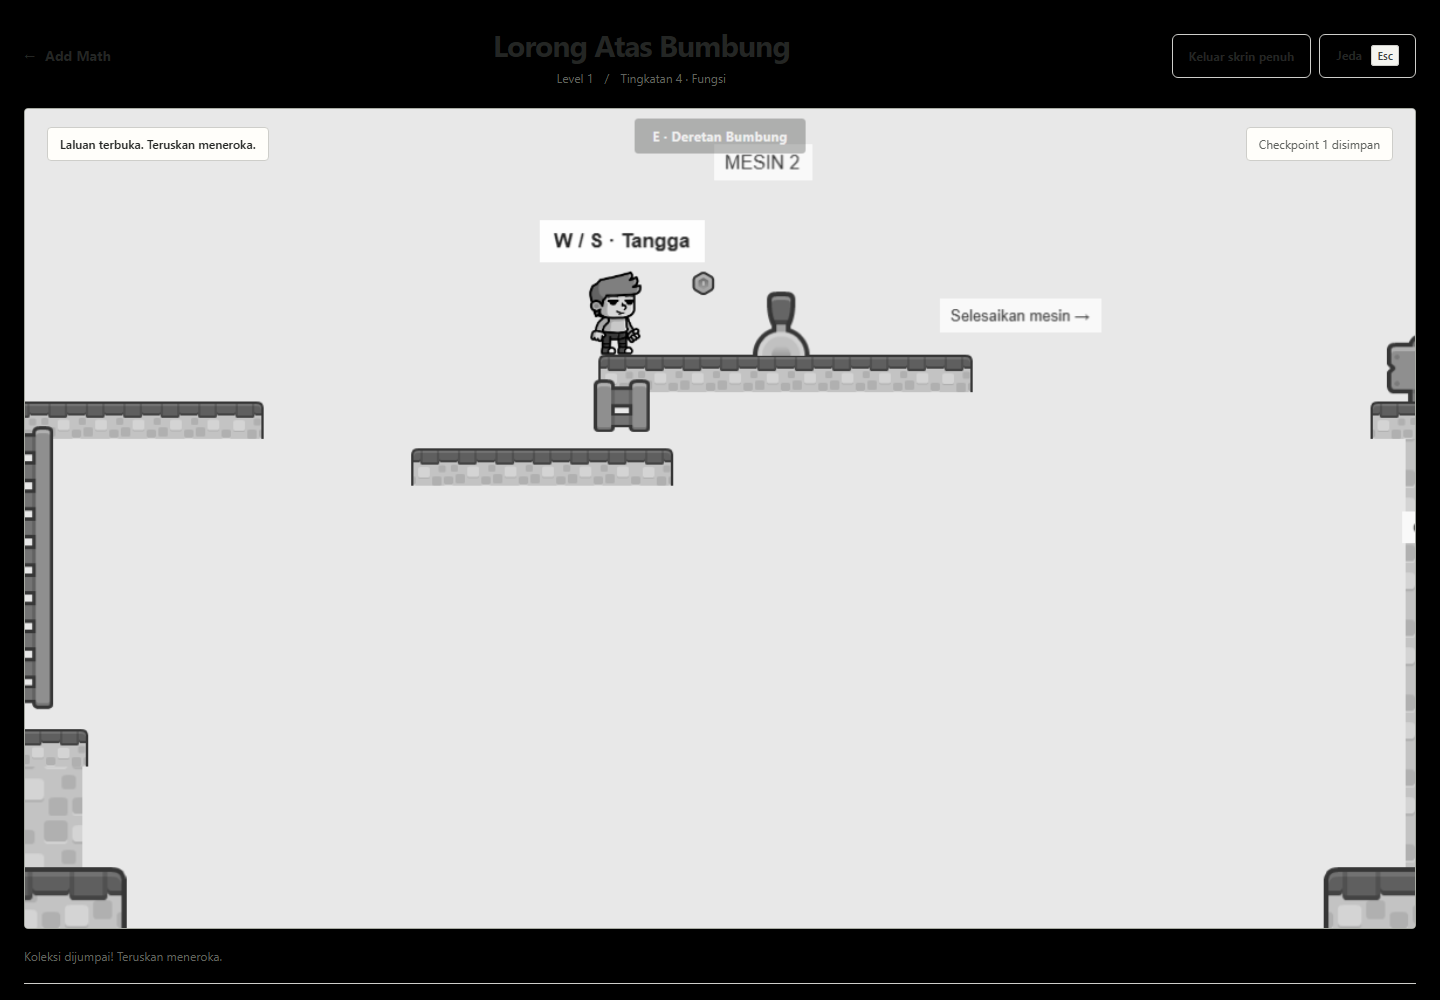 ← Add Math
Lorong Atas Bumbung
Level 1 / Tingkatan 4 · Fungsi
Keluar skrin penuh
Jeda Esc
Laluan terbuka. Teruskan meneroka.
E · Deretan Bumbung
Checkpoint 1 disimpan
MESIN 2
W / S · Tangga
Selesaikan mesin →
Koleksi dijumpai! Teruskan meneroka.